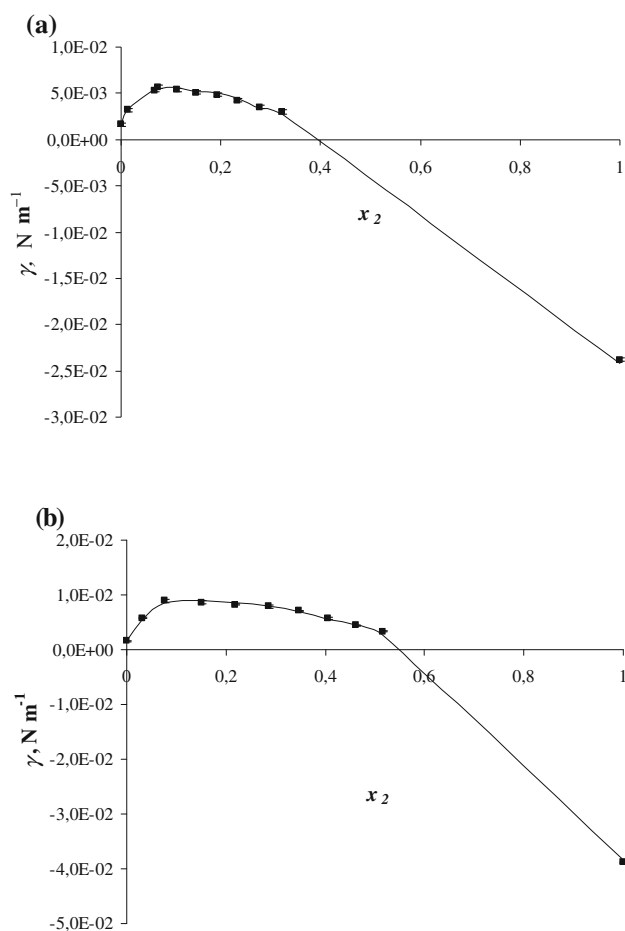 (a)
1,0E-02
5,0E-03
0,0E+00
-5,0E-03
-1,0E-02
-1,5E-02
-2,0E-02
-2,5E-02
-3,0E-02
0 0,2 0,4 0,6 0,8 1
x 2
γ, N m⁻¹
(b)
2,0E-02
1,0E-02
0,0E+00
-1,0E-02
-2,0E-02
-3,0E-02
-4,0E-02
-5,0E-02
0 0,2 0,4 0,6 0,8 1
x 2
γ, N m⁻¹